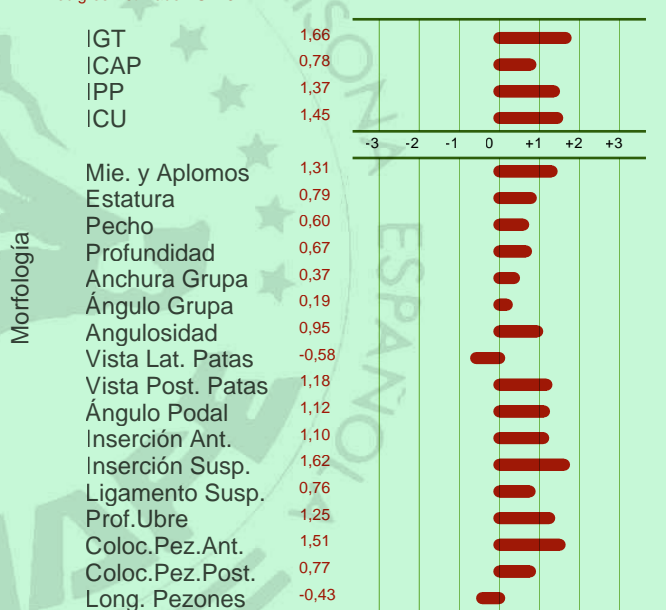 IGT 1,66
ICAP 0,78
IPP 1,37
ICU 1,45
-3 -2 -1 0 +1 +2 +3
Morfología
Mie. y Aplomos 1,31
Estatura 0,79
Pecho 0,60
Profundidad 0,67
Anchura Grupa 0,37
Ángulo Grupa 0,19
Angulosidad 0,95
Vista Lat. Patas -0,58
Vista Post. Patas 1,18
Ángulo Podal 1,12
Inserción Ant. 1,10
Inserción Susp. 1,62
Ligamento Susp. 0,76
Prof.Ubre 1,25
Coloc.Pez.Ant. 1,51
Coloc.Pez.Post. 0,77
Long. Pezones -0,43
ESPAÑOLA